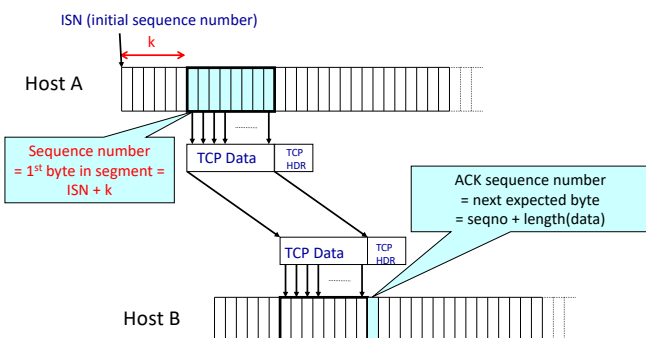 ISN (initial sequence number)
k
Host A
Sequence number
= 1st byte in segment =
ISN + k
TCP Data
TCP
HDR
ACK sequence number
= next expected byte
= seqno + length(data)
TCP Data
TCP
HDR
Host B